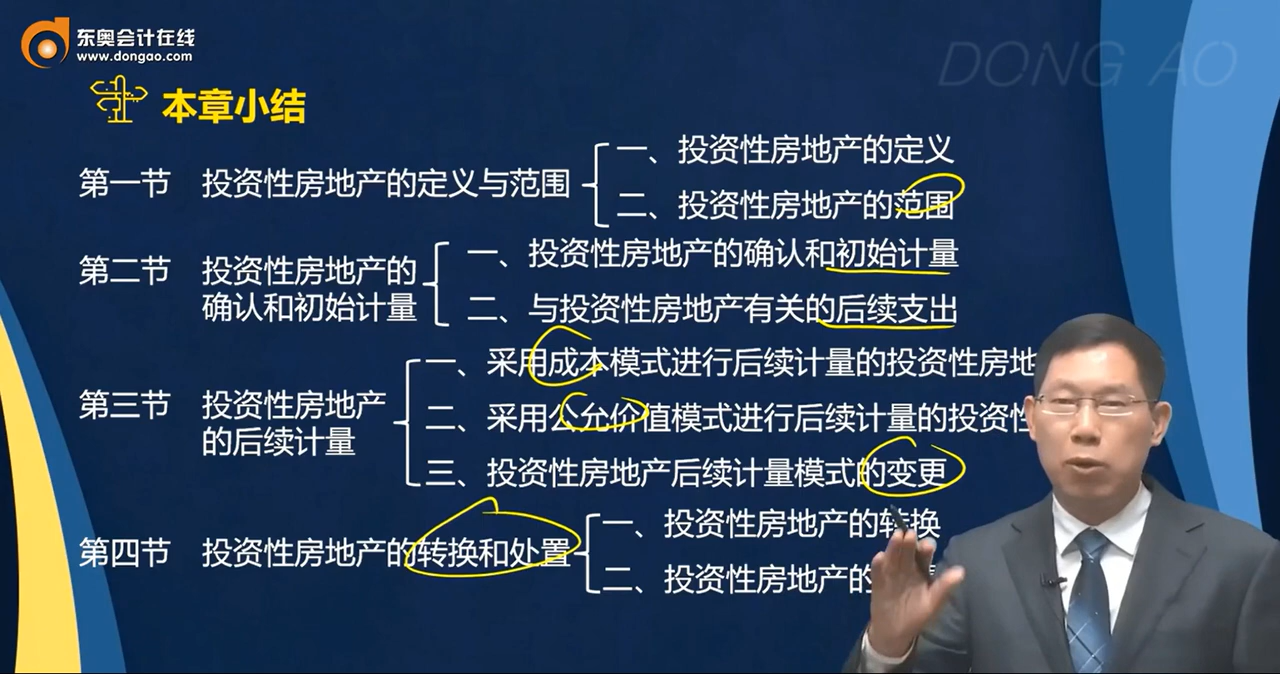 东奥会计在线
www.dongao.com
DONG AO
本章小结
第一节 投资性房地产的定义与范围
一、投资性房地产的定义
二、投资性房地产的范围
第二节 投资性房地产的
确认和初始计量
一、投资性房地产的确认和初始计量
二、与投资性房地产有关的后续支出
第三节 投资性房地产
的后续计量
一、采用成本模式进行后续计量的投资性房地
二、采用公允价值模式进行后续计量的投资性
三、投资性房地产后续计量模式的变更
第四节 投资性房地产的转换和处置
一、投资性房地产的转换
二、投资性房地产的